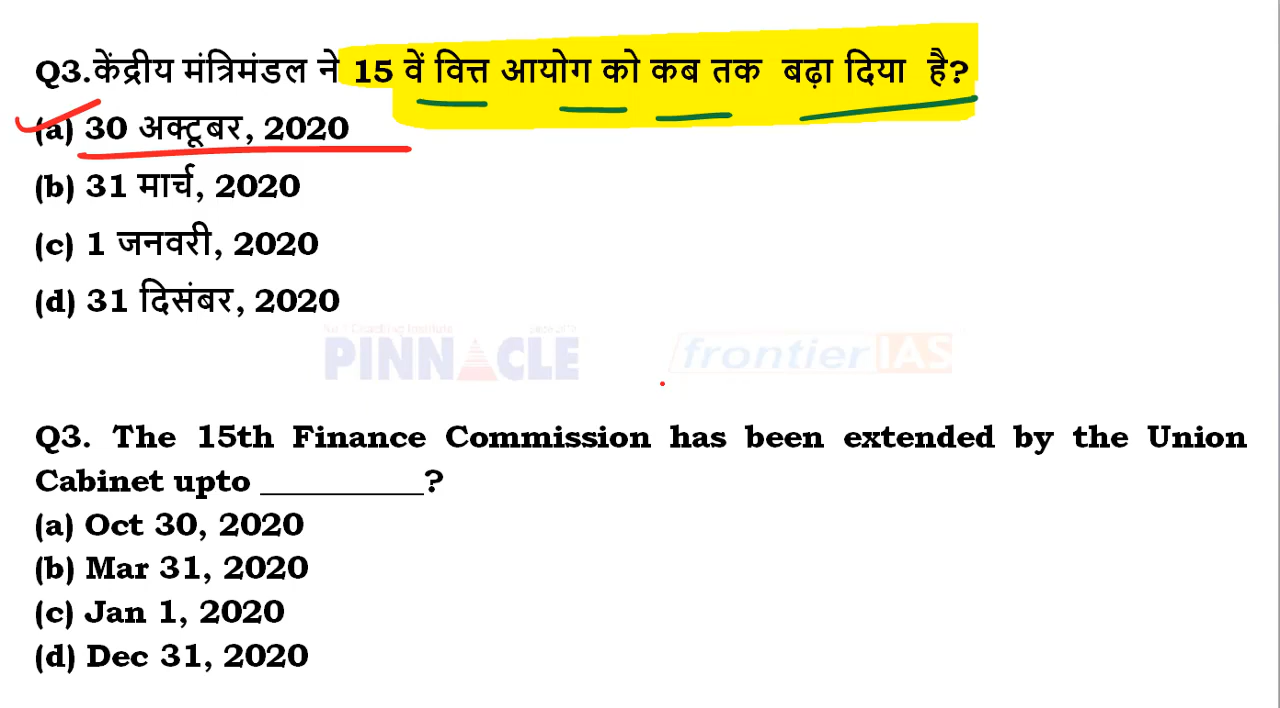 Q3.केंद्रीय मंत्रिमंडल ने 15 वें वित्त आयोग को कब तक बढ़ा दिया है?
(a) 30 अक्टूबर, 2020
(b) 31 मार्च, 2020
(c) 1 जनवरी, 2020
(d) 31 दिसंबर, 2020
PINNACLE frontier IAS
Q3. The 15th Finance Commission has been extended by the Union
Cabinet upto __________?
(a) Oct 30, 2020
(b) Mar 31, 2020
(c) Jan 1, 2020
(d) Dec 31, 2020